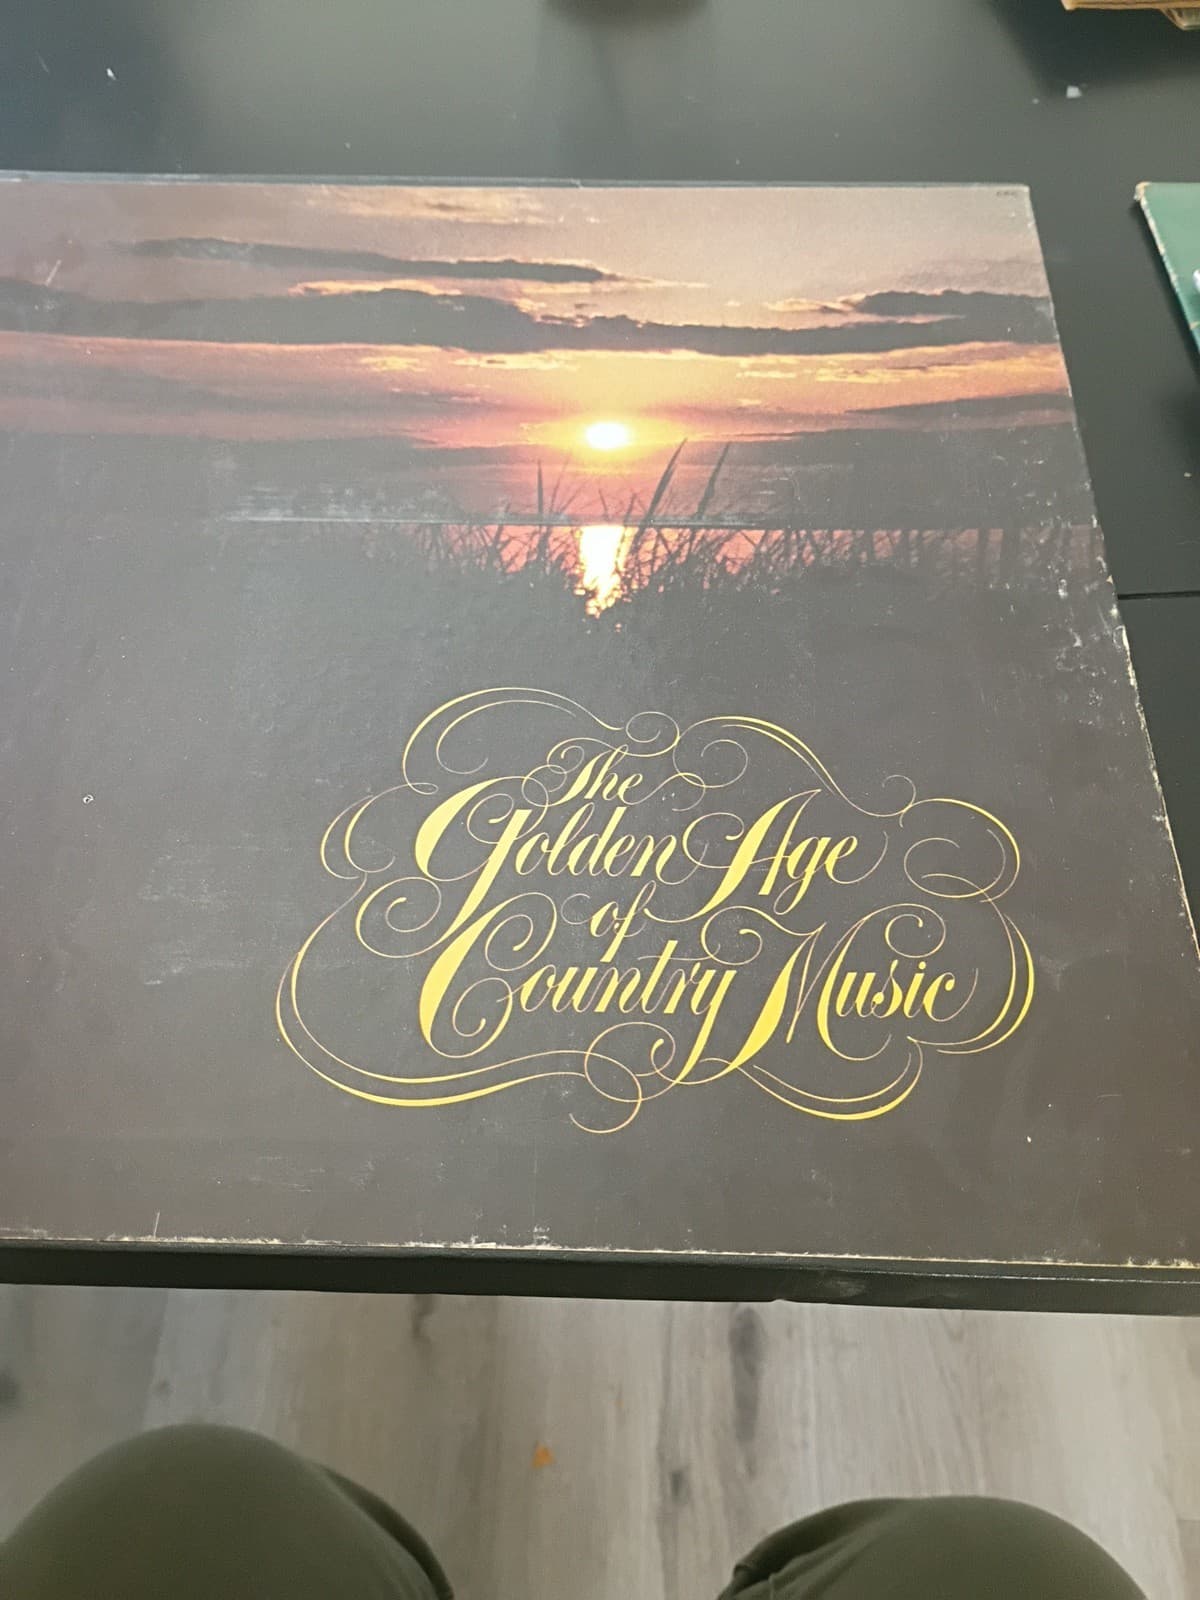 The
Golden Age
of
Country Music